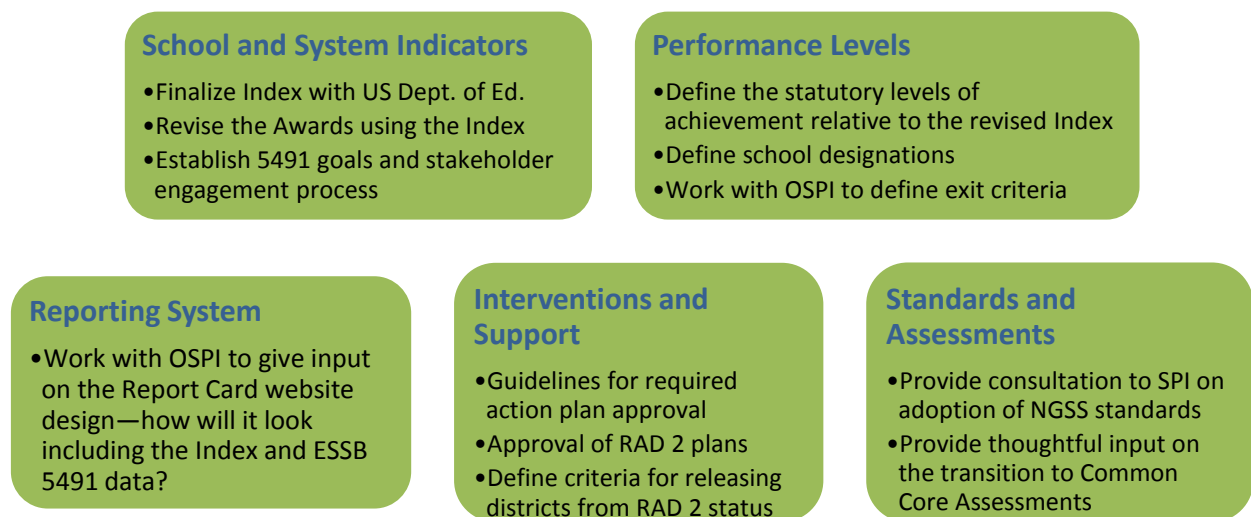 School and System Indicators
•Finalize Index with US Dept. of Ed.
•Revise the Awards using the Index
•Establish 5491 goals and stakeholder
engagement process
Performance Levels
•Define the statutory levels of
achievement relative to the revised Index
•Define school designations
•Work with OSPI to define exit criteria
Reporting System
•Work with OSPI to give input
on the Report Card website
design—how will it look
including the Index and ESSB
5491 data?
Interventions and
Support
•Guidelines for required
action plan approval
•Approval of RAD 2 plans
•Define criteria for releasing
districts from RAD 2 status
Standards and
Assessments
•Provide consultation to SPI on
adoption of NGSS standards
•Provide thoughtful input on
the transition to Common
Core Assessments